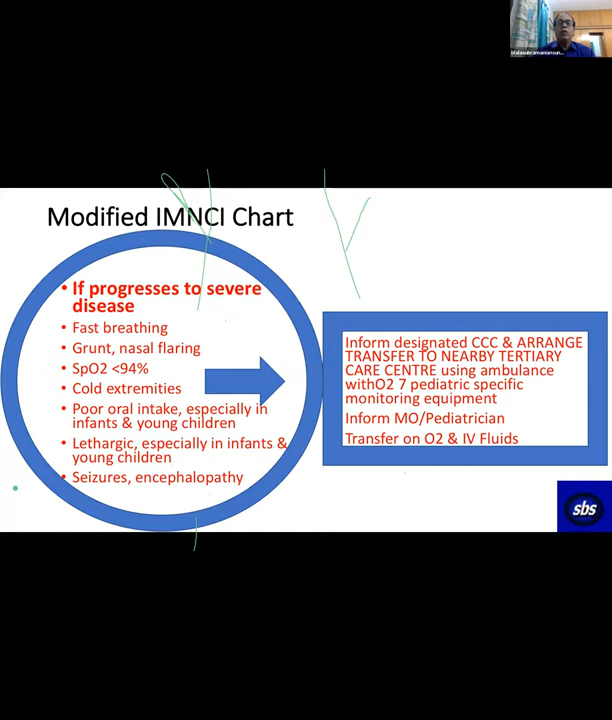 Modified IMNCI Chart
• If progresses to severe
disease
• Fast breathing
• Grunt, nasal flaring
• SpO2 <94%
• Cold extremities
• Poor oral intake, especially in
infants & young children
• Lethargic, especially in infants &
young children
• Seizures, encephalopathy
Inform designated CCC & ARRANGE
TRANSFER TO NEARBY TERTIARY
CARE CENTRE using ambulance
withO2 7 pediatric specific
monitoring equipment
Inform MO/Pediatrician
Transfer on O2 & IV Fluids
sbs